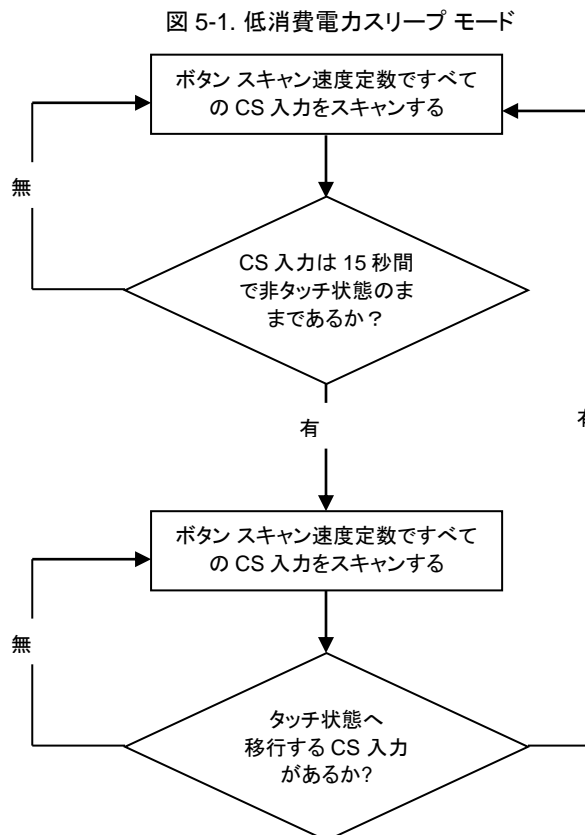 図 5-1. 低消費電力スリープ モード
ボタン スキャン速度定数ですべて
の CS 入力をスキャンする
無
CS 入力は 15 秒間
で非タッチ状態のま
まであるか？
有
有
ボタン スキャン速度定数ですべて
の CS 入力をスキャンする
無
タッチ状態へ
移行する CS 入力
があるか?